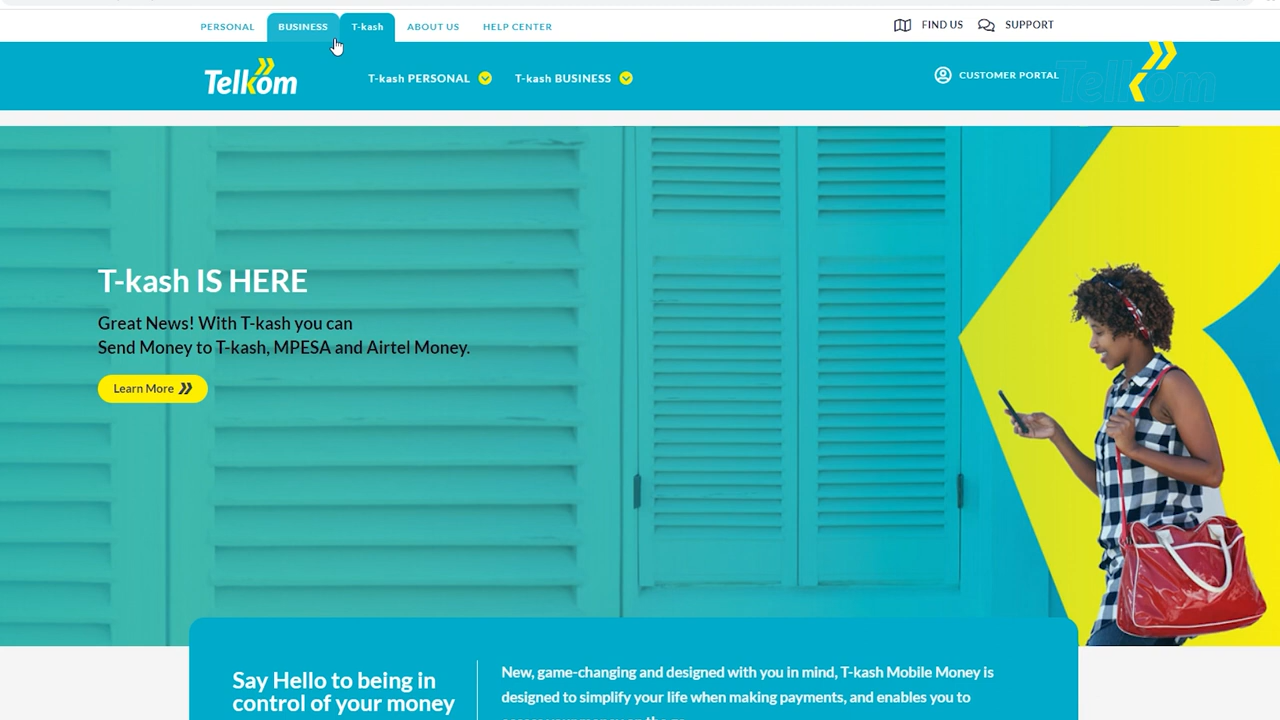 PERSONAL BUSINESS T-kash ABOUT US HELP CENTER FIND US SUPPORT
Telkom T-kash PERSONAL T-kash BUSINESS CUSTOMER PORTAL Telkom
T-kash IS HERE
Great News! With T-kash you can
Send Money to T-kash, MPESA and Airtel Money.
Learn More
Say Hello to being in
control of your money
New, game-changing and designed with you in mind, T-kash Mobile Money is
designed to simplify your life when making payments, and enables you to